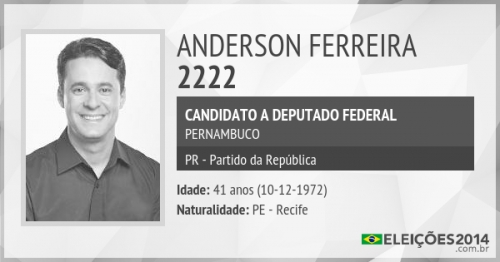 ANDERSON FERREIRA
2222
CANDIDATO A DEPUTADO FEDERAL
PERNAMBUCO
PR - Partido da República
Idade: 41 anos (10-12-1972)
Naturalidade: PE - Recife
ELEIÇÕES2014
.com.br